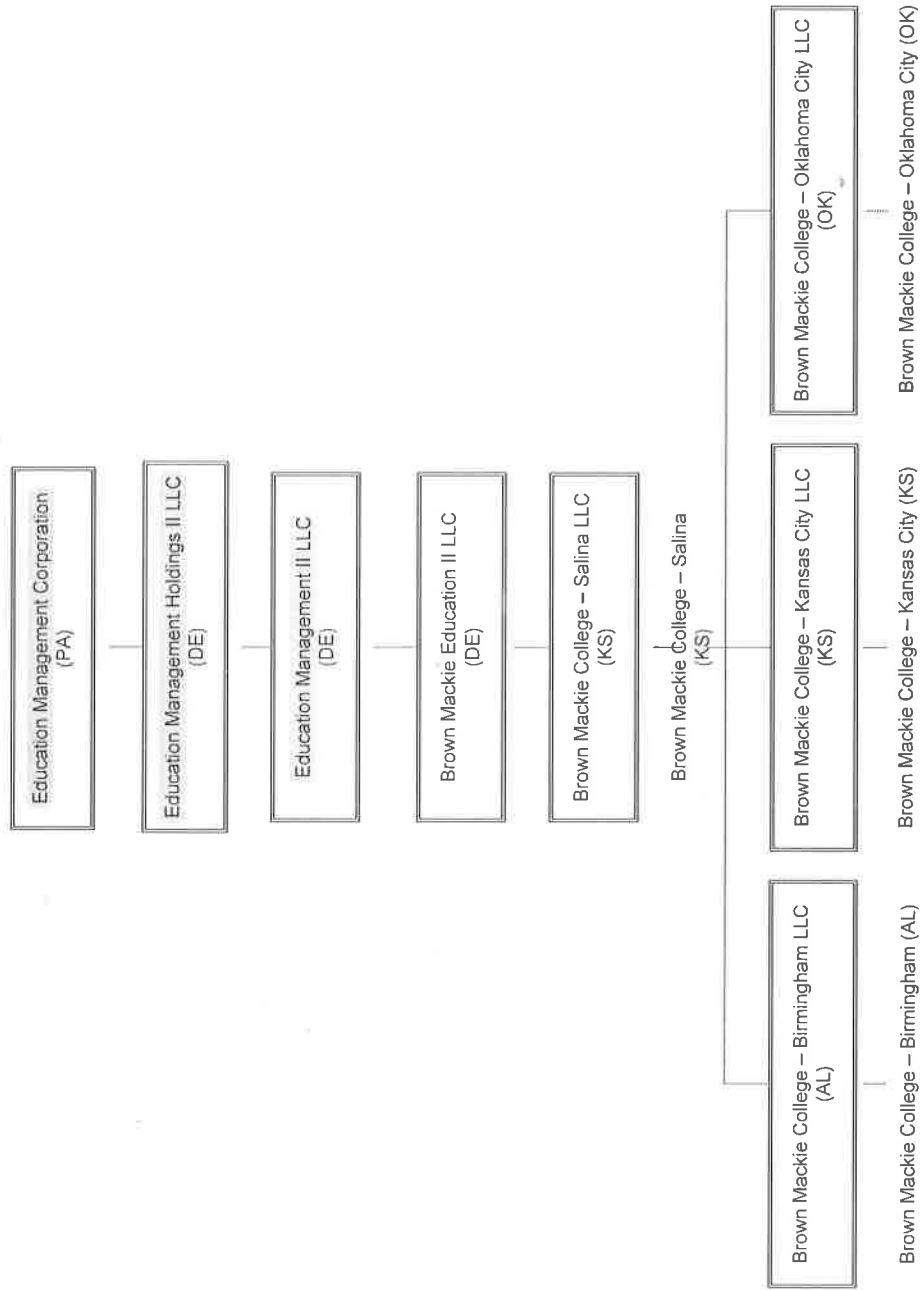 Education Management Corporation
(PA)
Education Management Holdings II LLC
(DE)
Education Management II LLC
(DE)
Brown Mackie Education II LLC
(DE)
Brown Mackie College – Salina LLC
(KS)
Brown Mackie College – Salina
(KS)
Brown Mackie College – Birmingham LLC
(AL)
Brown Mackie College – Birmingham (AL)
Brown Mackie College – Kansas City LLC
(KS)
Brown Mackie College – Kansas City (KS)
Brown Mackie College – Oklahoma City LLC
(OK)
Brown Mackie College – Oklahoma City (OK)